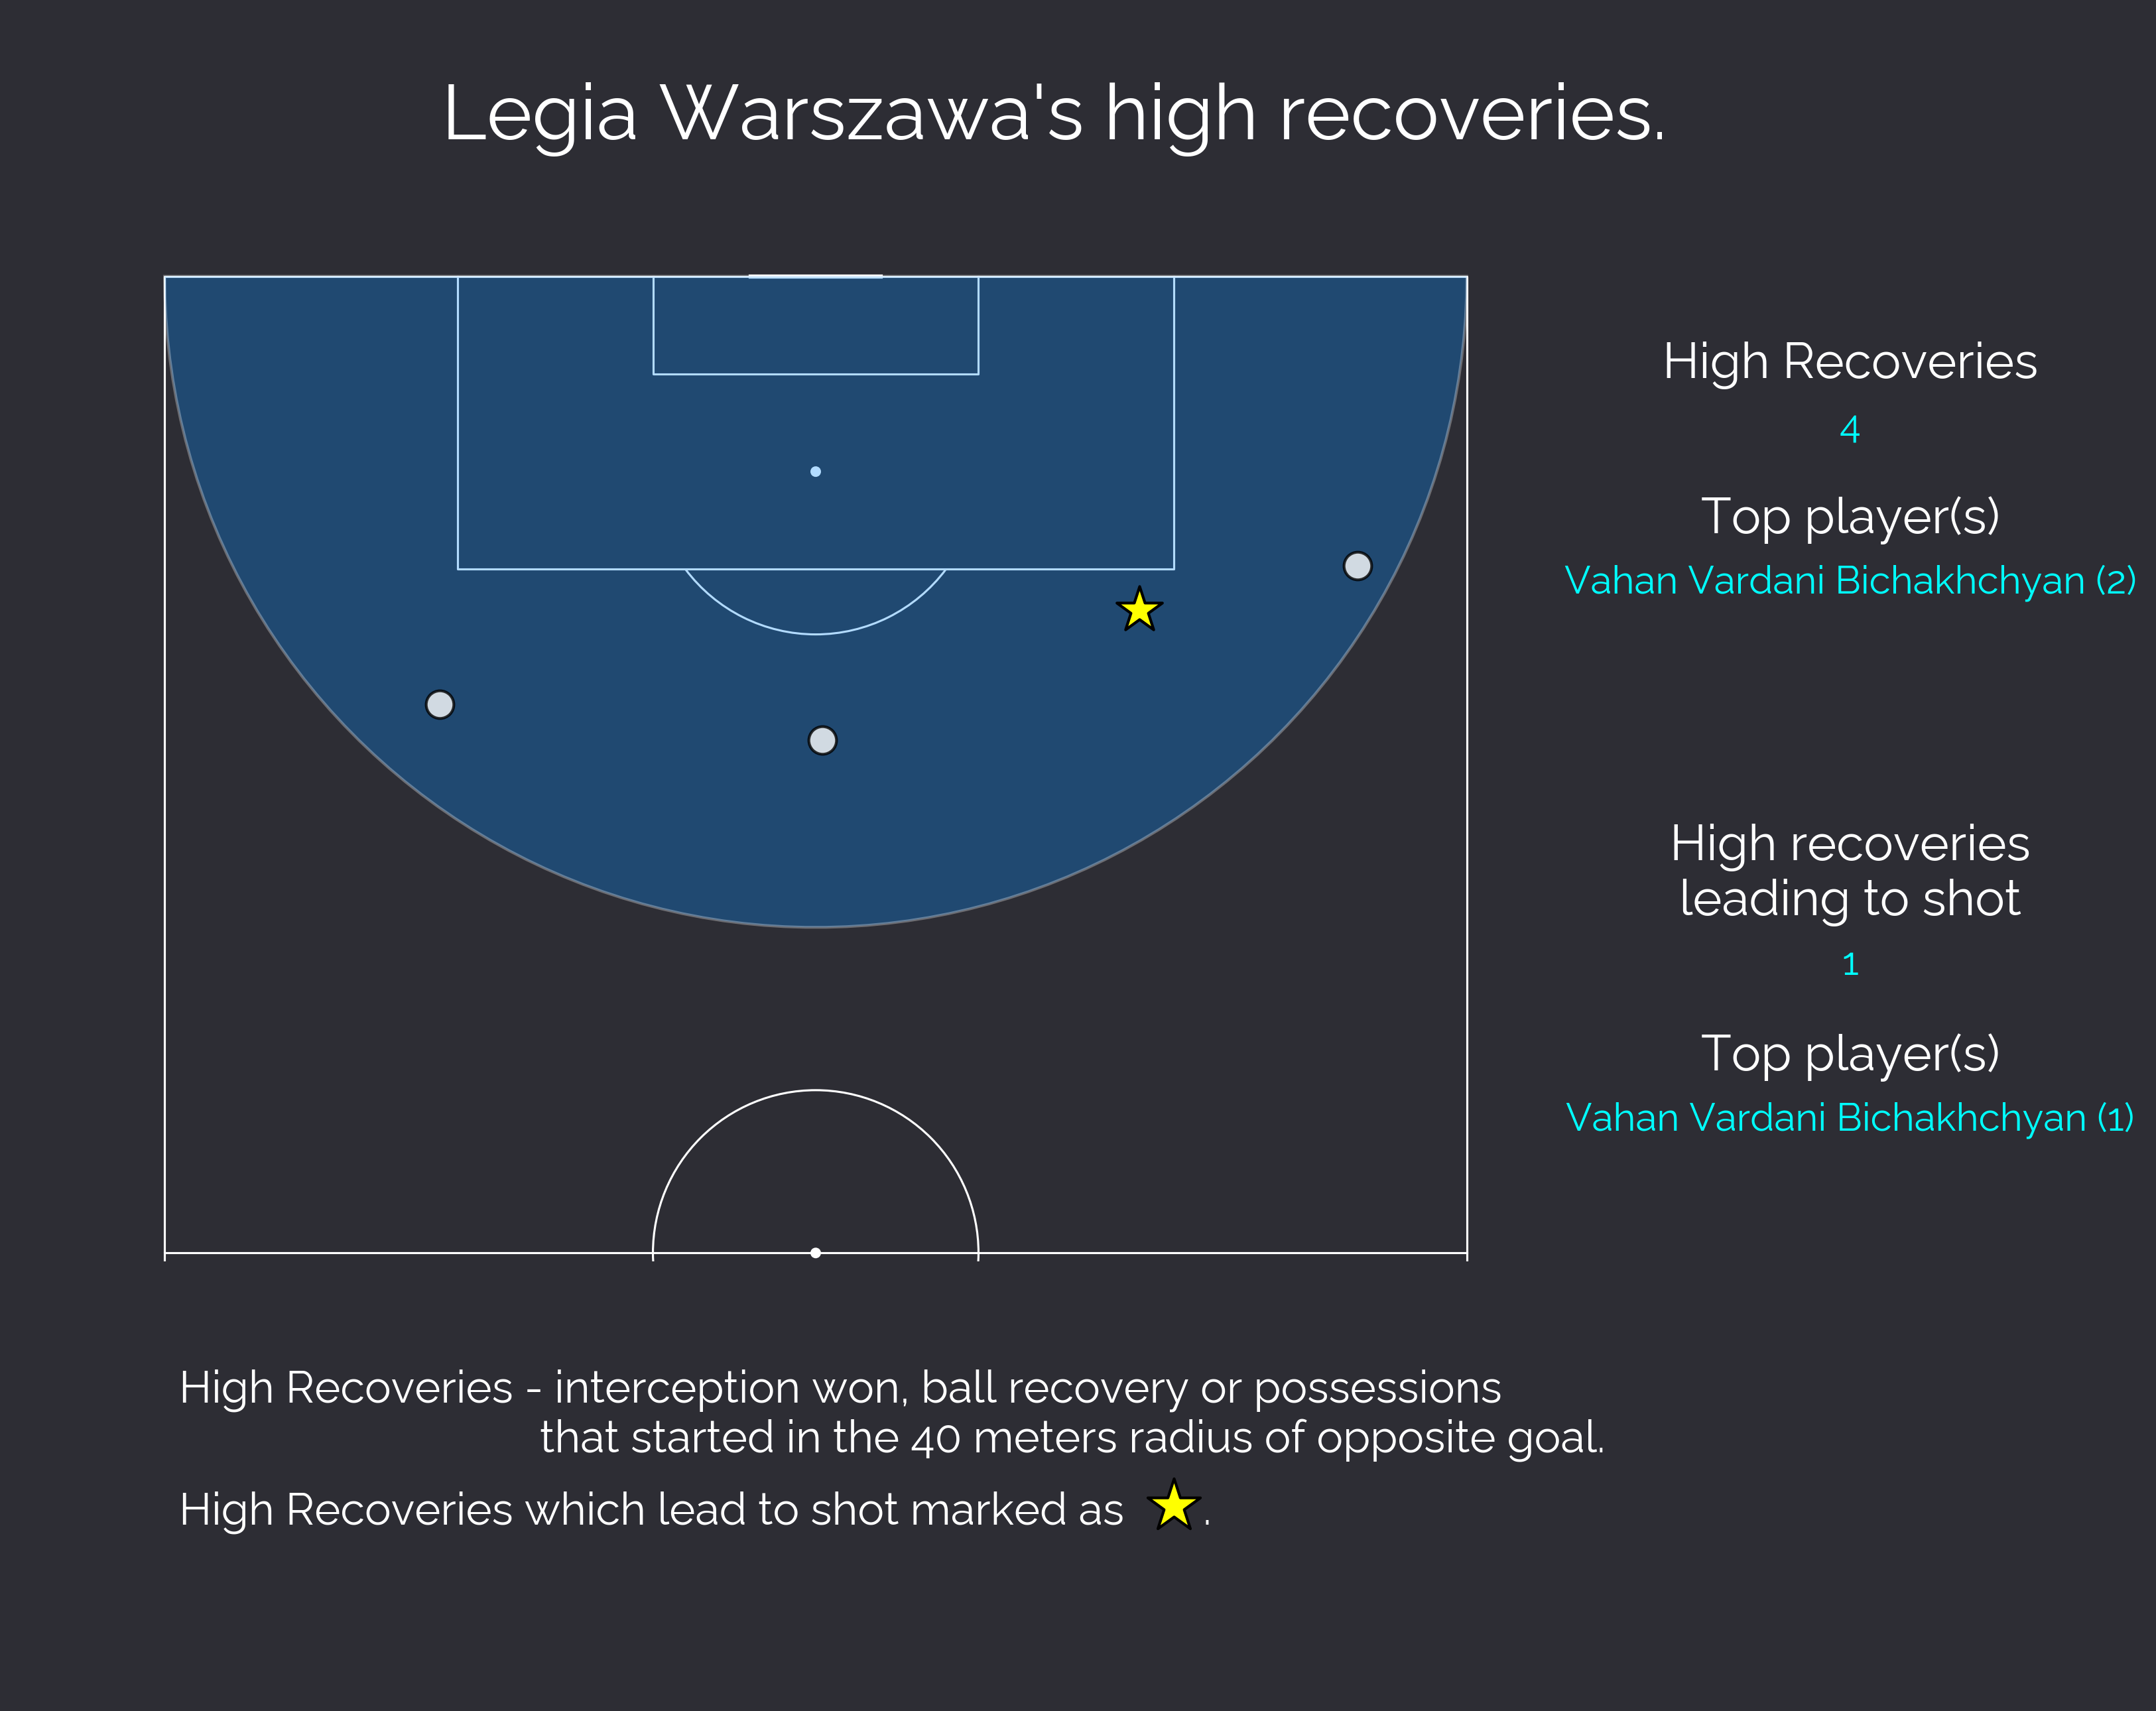 Legia Warszawa's high recoveries.
High Recoveries
4
Top player(s)
Vahan Vardani Bichakhchyan (2)
High recoveries
leading to shot
1
Top player(s)
Vahan Vardani Bichakhchyan (1)
High Recoveries - interception won, ball recovery or possessions
that started in the 40 meters radius of opposite goal.
High Recoveries which lead to shot marked as .